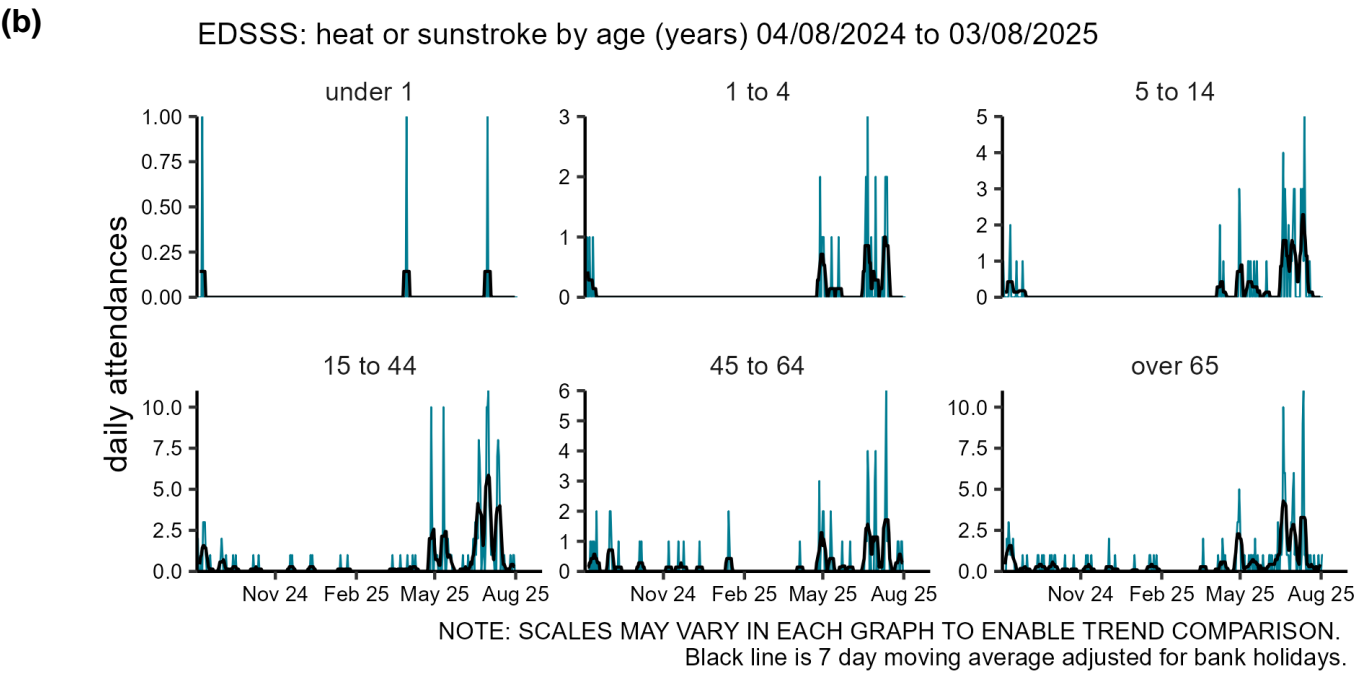 (b)
EDSSS: heat or sunstroke by age (years) 04/08/2024 to 03/08/2025
under 1
1 to 4
5 to 14
1.00
0.75
0.50
0.25
0.00
3
2
1
0
5
4
3
2
1
0
daily attendances
15 to 44
45 to 64
over 65
10.0
7.5
5.0
2.5
0.0
6
5
4
3
2
1
0
10.0
7.5
5.0
2.5
0.0
Nov 24 Feb 25 May 25 Aug 25
Nov 24 Feb 25 May 25 Aug 25
Nov 24 Feb 25 May 25 Aug 25
NOTE: SCALES MAY VARY IN EACH GRAPH TO ENABLE TREND COMPARISON.
Black line is 7 day moving average adjusted for bank holidays.